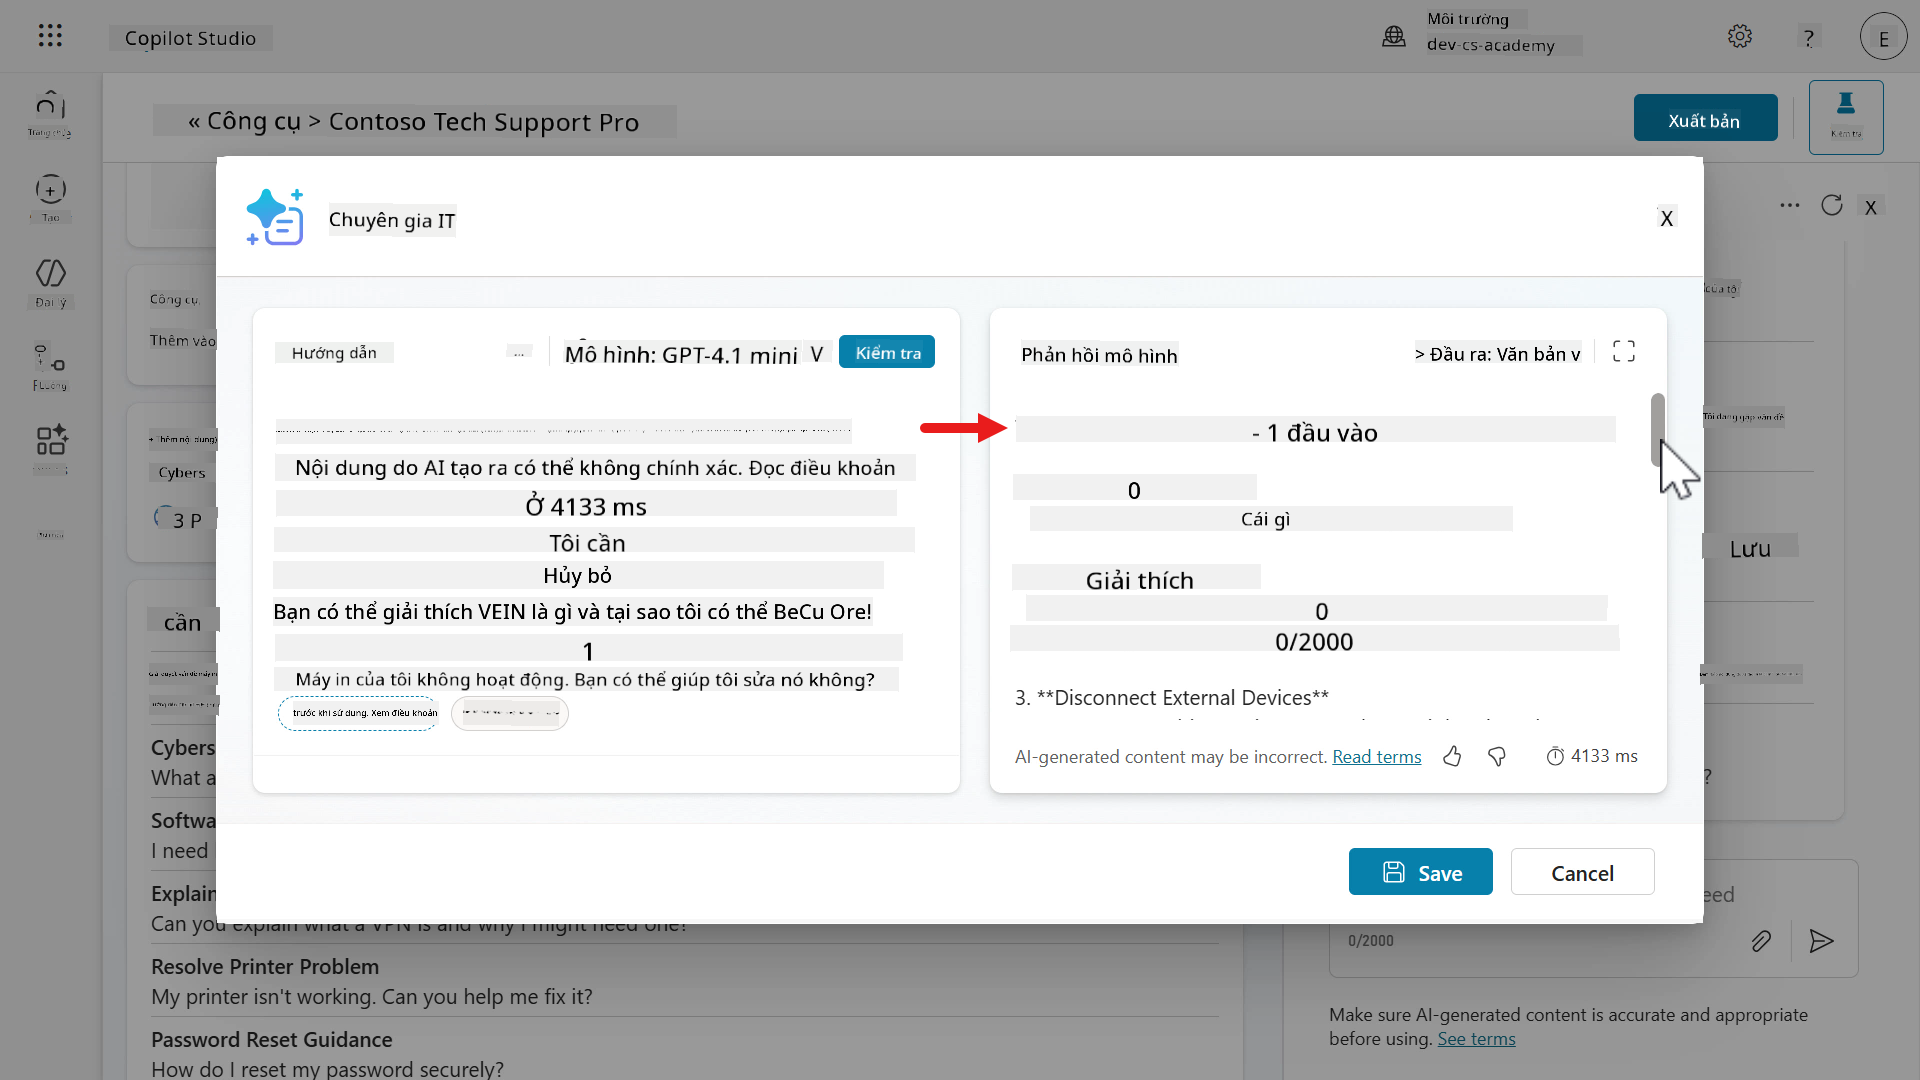 Copilot Studio
Môi trường
dev-cs-academy
?
E
« Công cụ > Contoso Tech Support Pro
Xuất bản
Kiểm tra
Tạo
Đại lý
Công cụ
Thêm vào
+ Thêm nội dung
Cybers
3 P
cần
Cybers
What a
Softwa
I need
Explain
Can you explain what a VPN is and why I might need one?
Resolve Printer Problem
My printer isn't working. Can you help me fix it?
Password Reset Guidance
How do I reset my password securely?
Chuyên gia IT
X
Hướng dẫn
...
Mô hình: GPT-4.1 mini V
Kiểm tra
Nội dung do AI tạo ra có thể không chính xác. Đọc điều khoản
Ở 4133 ms
Tôi cần
Hủy bỏ
Bạn có thể giải thích VEIN là gì và tại sao tôi có thể BeCu Ore!
1
Máy in của tôi không hoạt động. Bạn có thể giúp tôi sửa nó không?
trước khi sử dụng. Xem điều khoản
Phản hồi mô hình
> Đầu ra: Văn bản v
- 1 đầu vào
0
Cái gì
Giải thích
0
0/2000
3. **Disconnect External Devices**
AI-generated content may be incorrect. Read terms
4133 ms
Save
Cancel
X
Tôi đang gặp vấn đề
Lưu
?
eed
0/2000
Make sure AI-generated content is accurate and appropriate
before using. See terms